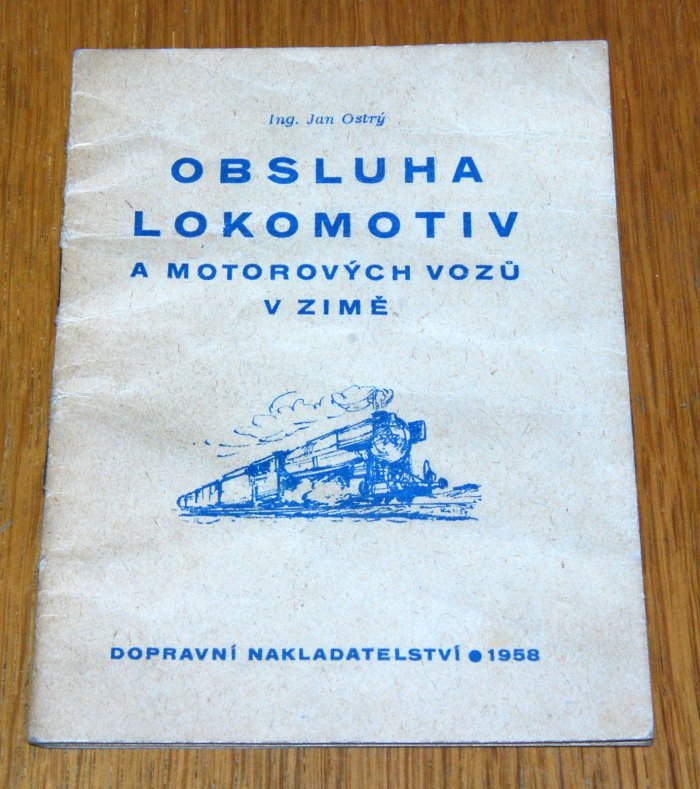 Ing. Jan Ostrý
OBSLUHA
LOKOMOTIV
A MOTOROVÝCH VOZŮ
V ZIMĚ
DOPRAVNÍ NAKLADATELSTVÍ ● 1958